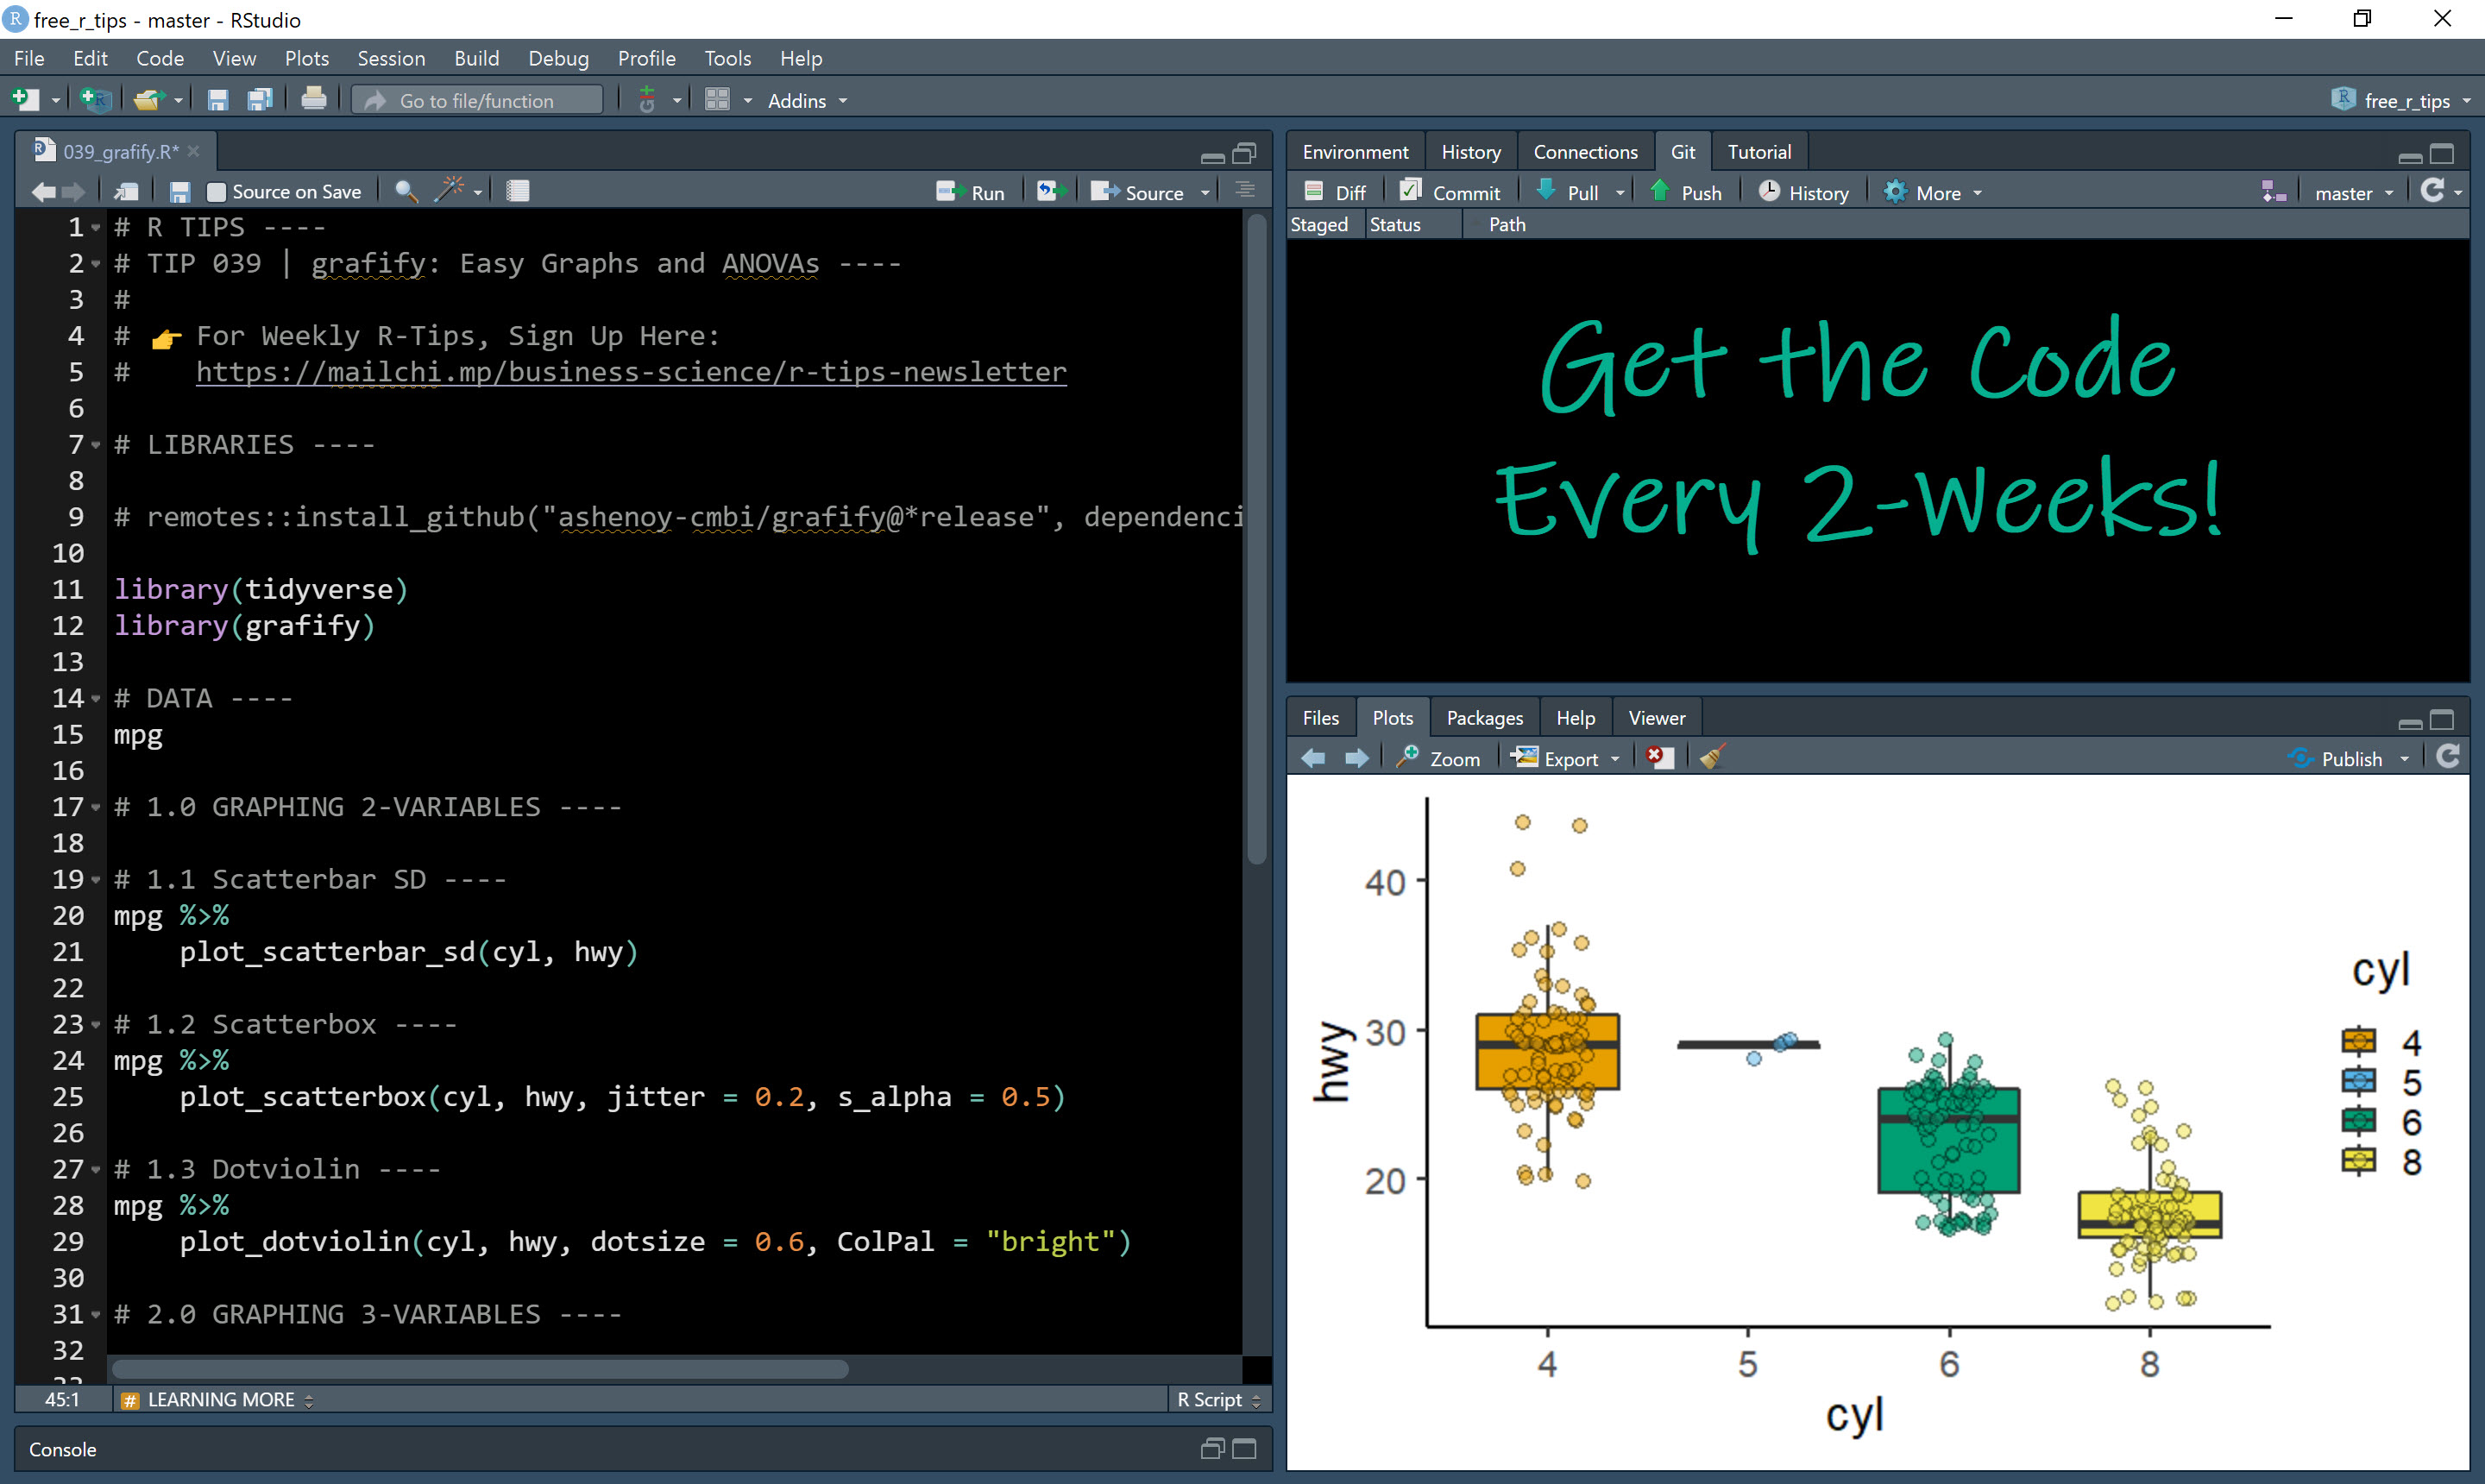 free_r_tips - master - RStudio
File Edit Code View Plots Session Build Debug Profile Tools Help
Go to file/function Addins free_r_tips
039_grafify.R*
Source on Save Run Source
1 # R TIPS ----
2 # TIP 039 | grafify: Easy Graphs and ANOVAs ----
3 #
4 # 👉 For Weekly R-Tips, Sign Up Here:
5 # https://mailchi.mp/business-science/r-tips-newsletter
6
7 # LIBRARIES ----
8
9 # remotes::install_github("ashenoy-cmbi/grafify@*release", dependenci
10
11 library(tidyverse)
12 library(grafify)
13
14 # DATA ----
15 mpg
16
17 # 1.0 GRAPHING 2-VARIABLES ----
18
19 # 1.1 Scatterbar SD ----
20 mpg %>%
21 plot_scatterbar_sd(cyl, hwy)
22
23 # 1.2 Scatterbox ----
24 mpg %>%
25 plot_scatterbox(cyl, hwy, jitter = 0.2, s_alpha = 0.5)
26
27 # 1.3 Dotviolin ----
28 mpg %>%
29 plot_dotviolin(cyl, hwy, dotsize = 0.6, ColPal = "bright")
30
31 # 2.0 GRAPHING 3-VARIABLES ----
32
45:1 # LEARNING MORE R Script
Console
Environment History Connections Git Tutorial
Diff Commit Pull Push History More master
Staged Status Path
Get the Code
Every 2-Weeks!
Files Plots Packages Help Viewer
Zoom Export Publish
40
30
20
hwy
4 5 6 8
cyl
cyl
4
5
6
8